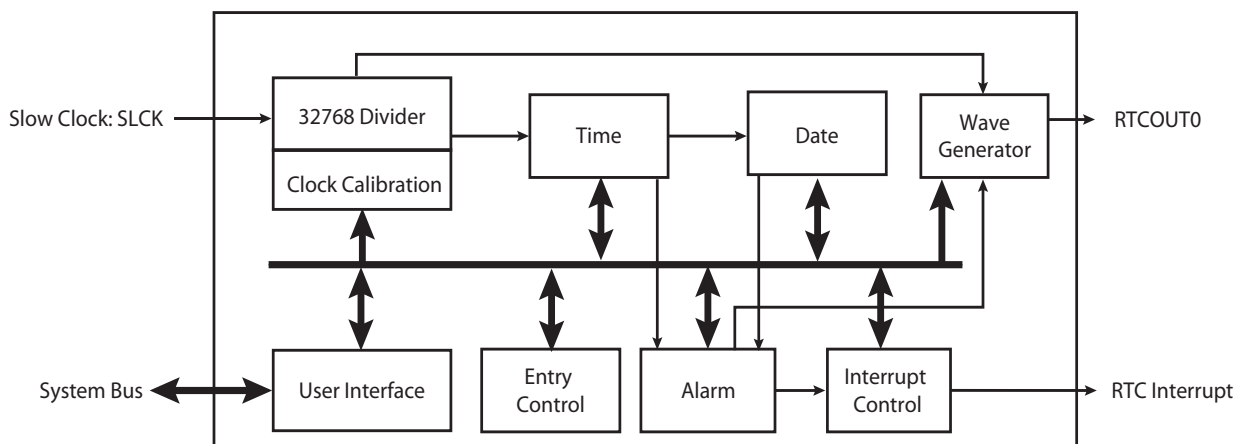 Slow Clock: SLCK
32768 Divider
Clock Calibration
Time
Date
Wave
Generator
RTCOUT0
System Bus
User Interface
Entry
Control
Alarm
Interrupt
Control
RTC Interrupt